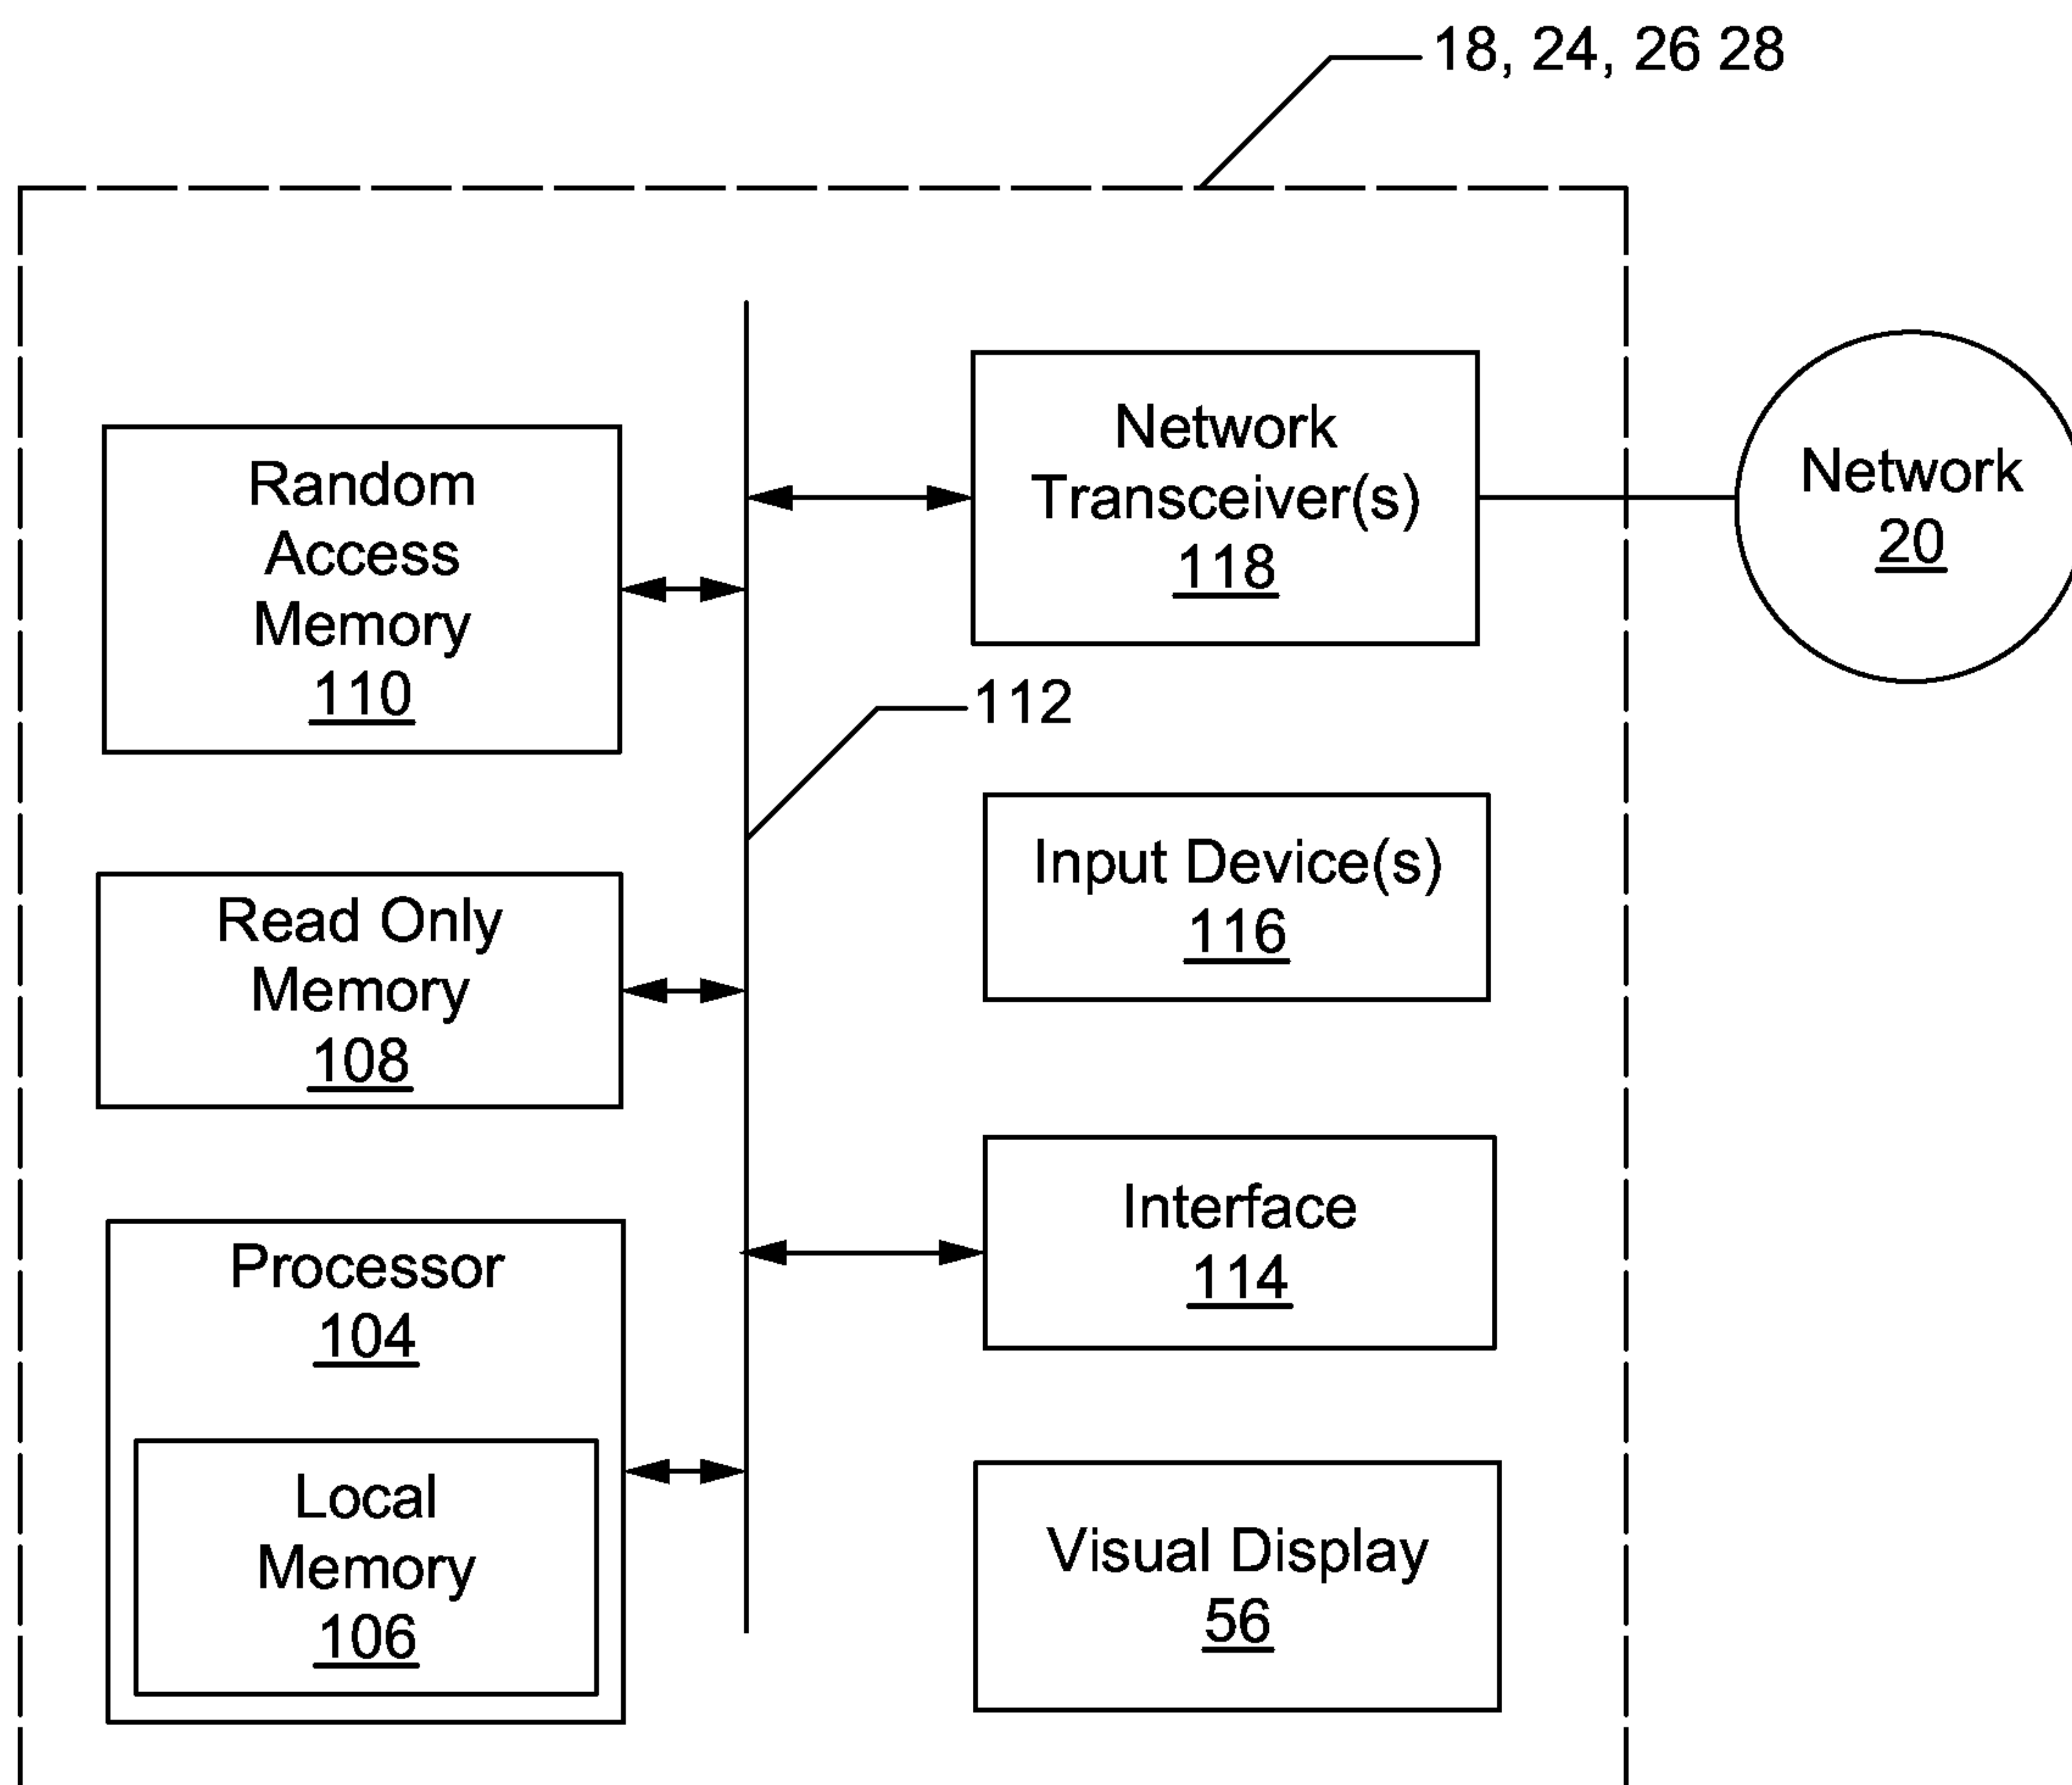 18, 24, 26 28
Network
Transceiver(s)
118
Network
20
Random
Access
Memory
110
112
Input Device(s)
116
Read Only
Memory
108
Interface
114
Processor
104
Local
Memory
106
Visual Display
56